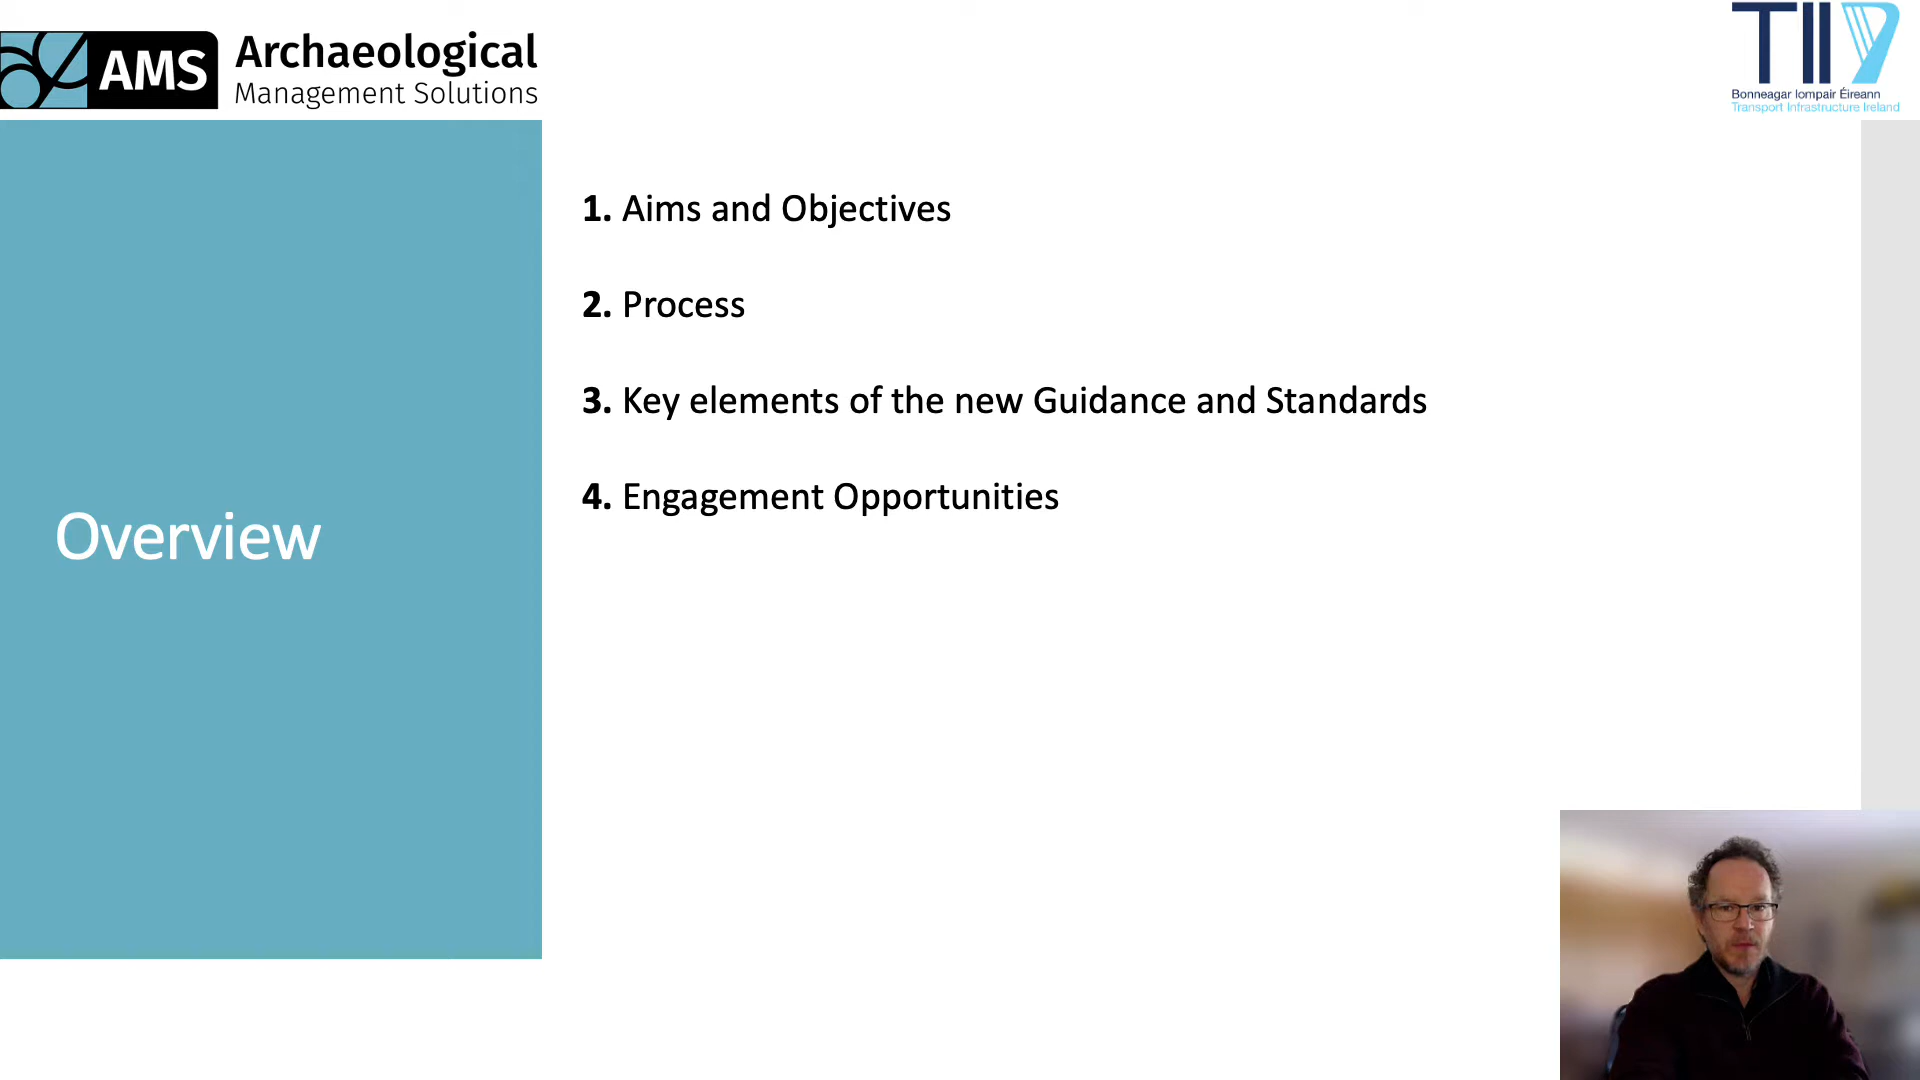 AMS
Archaeological
Management Solutions
TII
Bonneagar Iompair Éireann
Transport Infrastructure Ireland
Overview
1. Aims and Objectives
2. Process
3. Key elements of the new Guidance and Standards
4. Engagement Opportunities